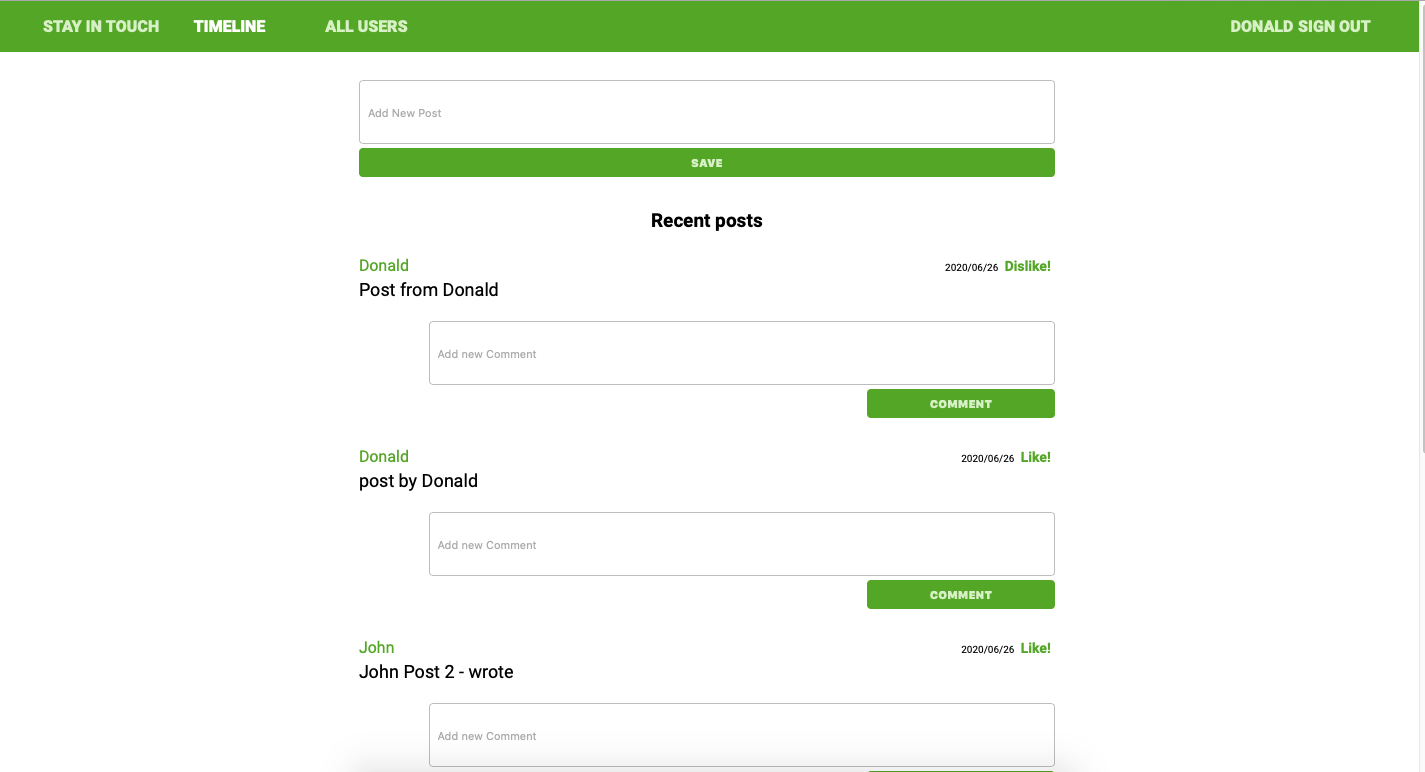 STAY IN TOUCH TIMELINE ALL USERS DONALD SIGN OUT
Add New Post
SAVE
Recent posts
Donald 2020/06/26 Dislike!
Post from Donald
Add new Comment
COMMENT
Donald 2020/06/26 Like!
post by Donald
Add new Comment
COMMENT
John 2020/06/26 Like!
John Post 2 - wrote
Add new Comment